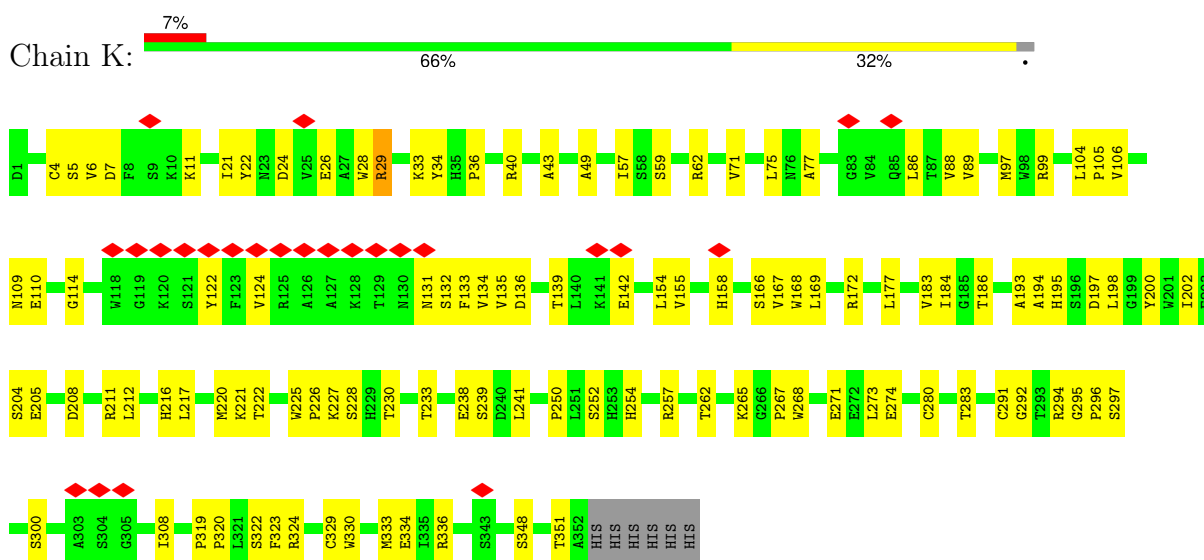 7%
Chain K:
66%
32%
•
D1 C4 S5 V6 D7 F8 S9 K10 K11 I21 Y22 N23 D24 V25 E26 A27 W28 R29 K33 Y34 H35 P36 R40 A43 A49 I57 S58 S59 R62 V71 L75 N76 A77 G83 V84 Q85 L86 T87 V88 V89 M97 W98 R99 L104 P105 V106
N109 E110 G114 W118 G119 K120 S121 Y122 F123 V124 R125 A126 A127 K128 T129 N130 N131 S132 F133 V134 V135 D136 T139 L140 K141 E142 L154 V155 H158 S166 V167 W168 L169 R172 L177 V183 I184 G185 T186 A193 A194 H195 S196 D197 L198 G199 Y200 W201 I202
S204 E205 D208 R211 L212 H216 L217 M220 K221 T222 W225 P226 K227 S228 H229 T230 T233 E238 S239 D240 L241 P250 L251 S252 H253 H254 R257 T262 K265 G266 P267 W268 E271 E272 L273 E274 C280 T283 C291 G292 T293 R294 G295 P296 S297
S300 A303 S304 G305 I308 P319 P320 L321 S322 F323 R324 C329 W330 M333 E334 I335 R336 S343 S348 T351 A352 HIS HIS HIS HIS HIS HIS